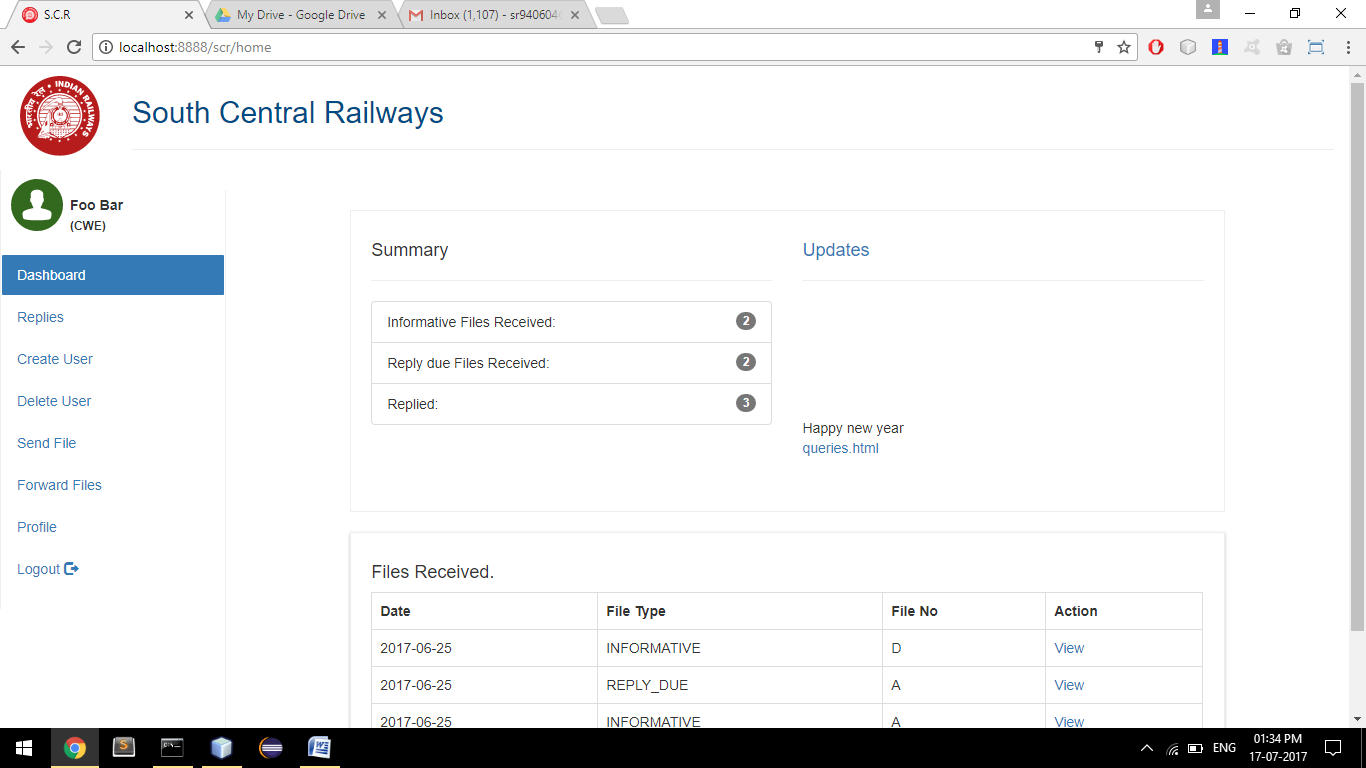 S.C.R
My Drive - Google Drive
Inbox (1,107) - sr940604
localhost:8888/scr/home
INDIAN RAILWAYS
भारतीय रेल
South Central Railways
Foo Bar
(CWE)
Dashboard
Replies
Create User
Delete User
Send File
Forward Files
Profile
Logout
Summary
Informative Files Received: 2
Reply due Files Received: 2
Replied: 3
Updates
Happy new year
queries.html
Files Received.
Date File Type File No Action
2017-06-25 INFORMATIVE D View
2017-06-25 REPLY_DUE A View
2017-06-25 INFORMATIVE A View
ENG
01:34 PM
17-07-2017